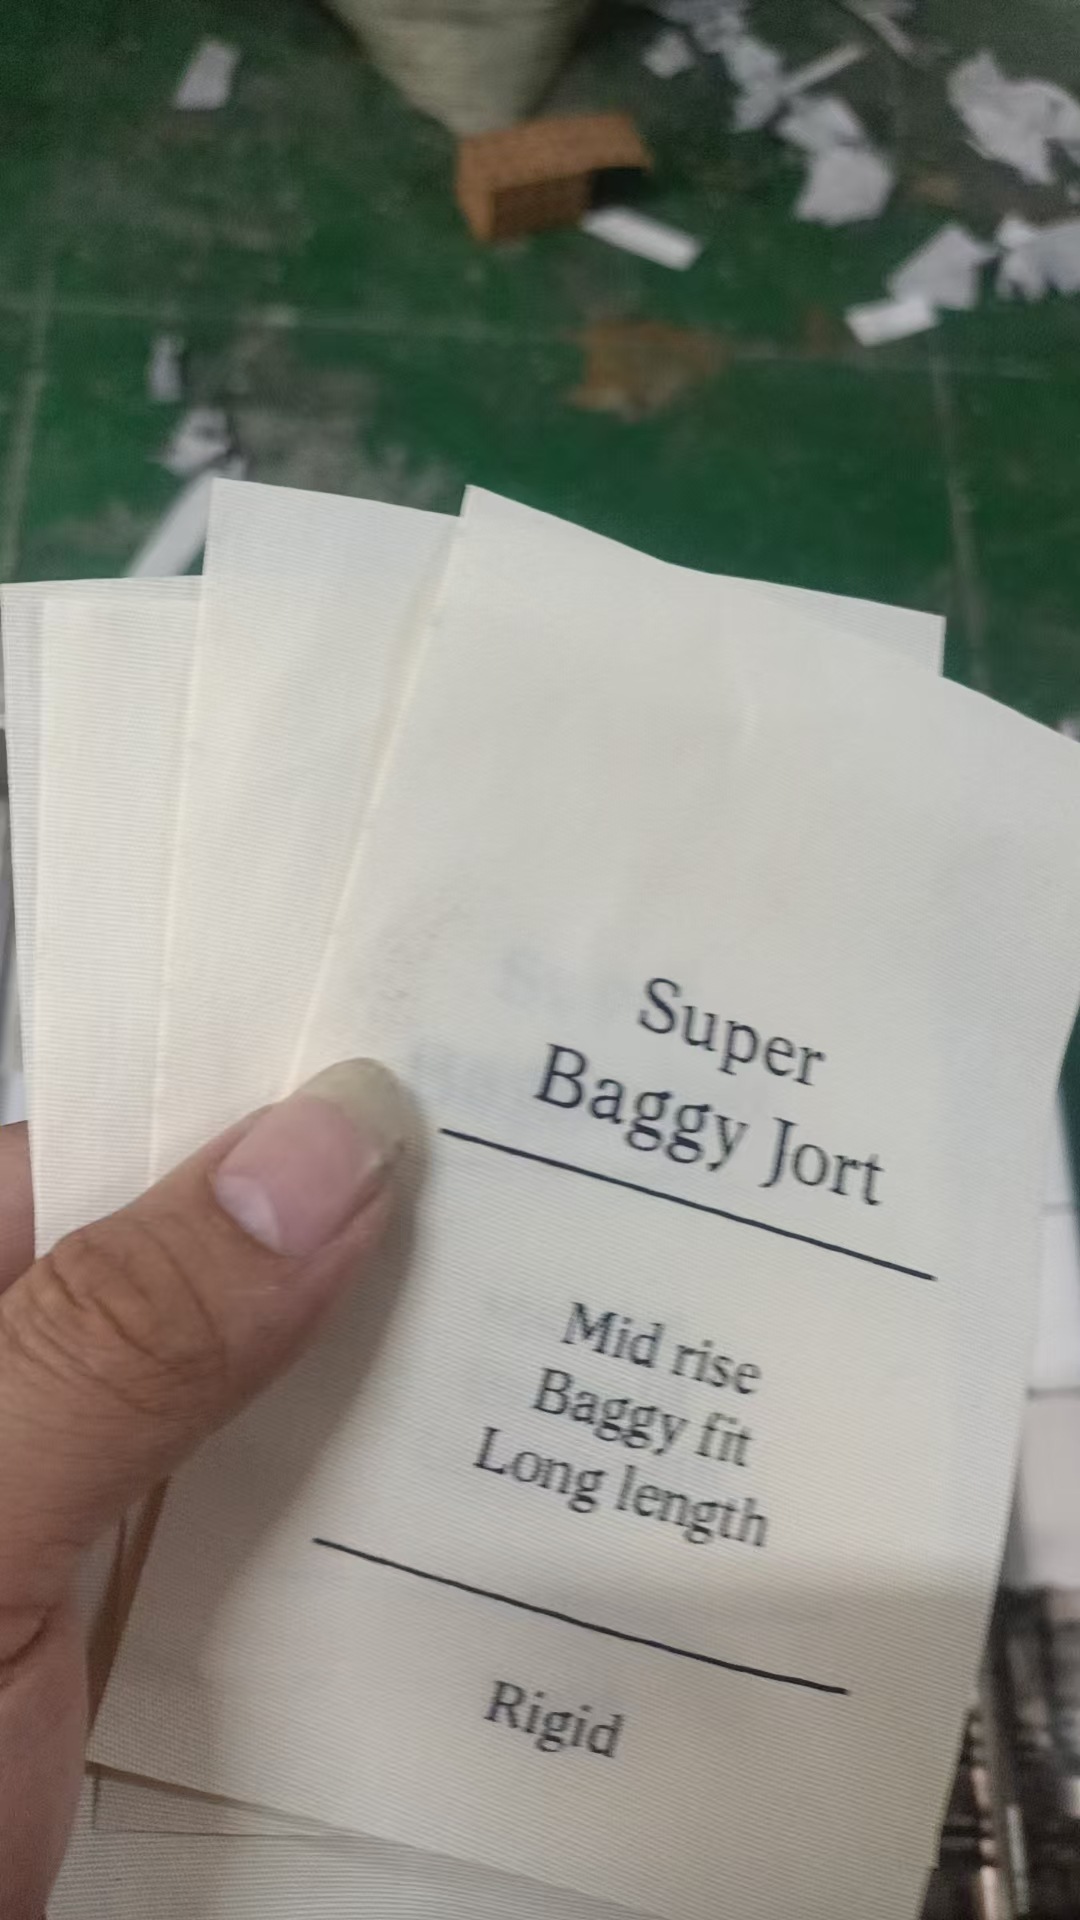 Super
Baggy Jort
Mid rise
Baggy fit
Long length
Rigid